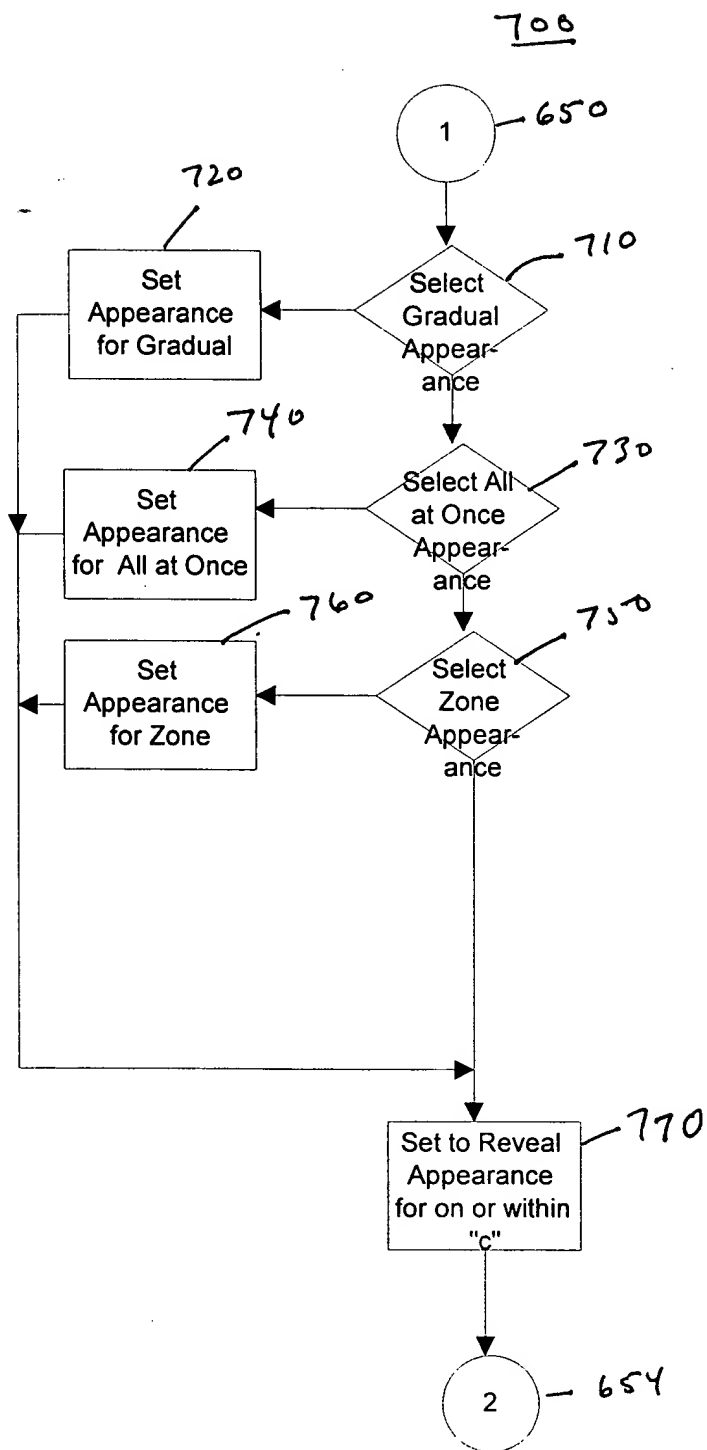 700
1
650
720
710
Set
Appearance
for Gradual
Select
Gradual
Appear-
ance
740
730
Set
Appearance
for All at Once
Select All
at Once
Appear-
ance
760
750
Set
Appearance
for Zone
Select
Zone
Appear-
ance
770
Set to Reveal
Appearance
for on or within
"c"
2
654